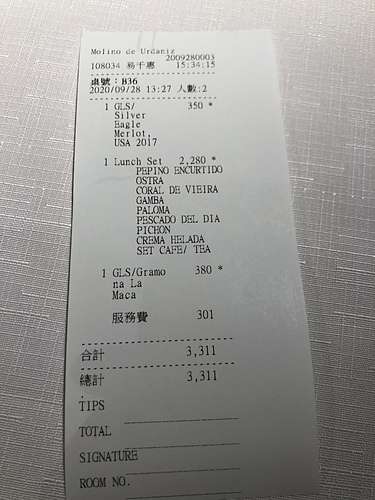 Molino de Urdaniz
2009280003
108034 易千惠 15:34:15
桌號：B36
2020/09/28 13:27 人數:2
1 GLS/ 350 *
Silver
Eagle
Merlot,
USA 2017
1 Lunch Set 2,280 *
PEPINO ENCURTIDO
OSTRA
CORAL DE VIEIRA
GAMBA
PALOMA
PESCADO DEL DIA
PICHON
CREMA HELADA
SET CAFE/ TEA
1 GLS/Gramo 380 *
na La
Maca
服務費 301
合計 3,311
總計 3,311
.
TIPS
TOTAL
SIGNATURE
ROOM NO.